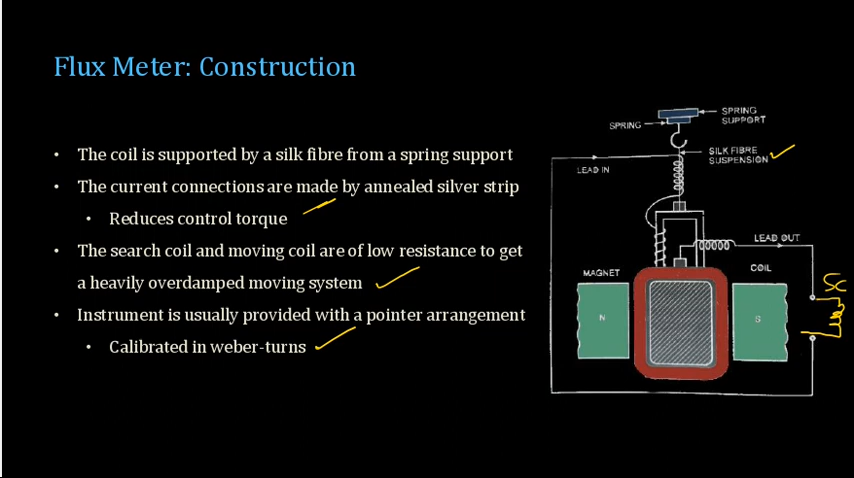 Flux Meter: Construction
• The coil is supported by a silk fibre from a spring support
• The current connections are made by annealed silver strip
• Reduces control torque
• The search coil and moving coil are of low resistance to get
a heavily overdamped moving system
• Instrument is usually provided with a pointer arrangement
• Calibrated in weber-turns
SPRING
SUPPORT
SPRING
SILK FIBRE
SUSPENSION
LEAD IN
LEAD OUT
MAGNET
COIL
N
S
SC